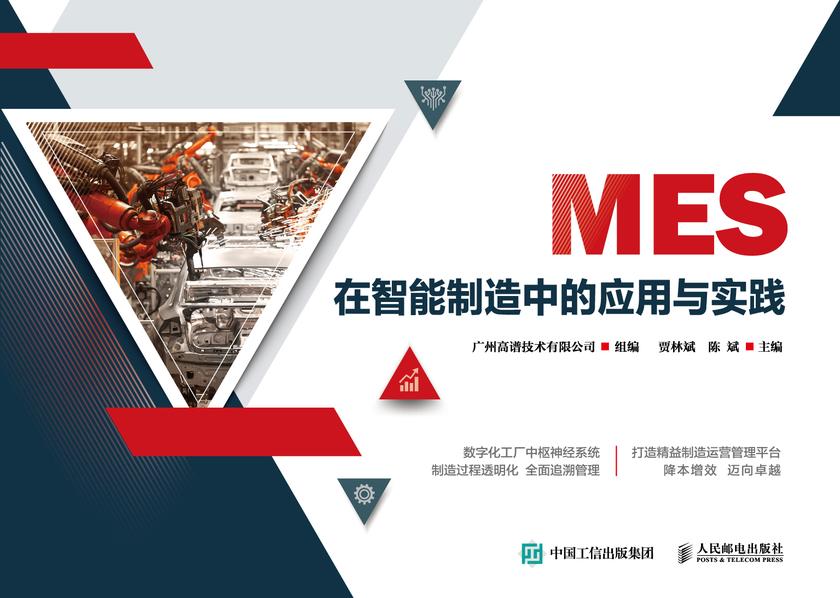 MES
在智能制造中的应用与实践
广州高谱技术有限公司 ■ 组编 贾林斌 陈 斌 ■ 主编
数字化工厂中枢神经系统 | 打造精益制造运营管理平台
制造过程透明化 全面追溯管理 | 降本增效 迈向卓越
中国工信出版集团 人民邮电出版社
POSTS & TELECOM PRESS